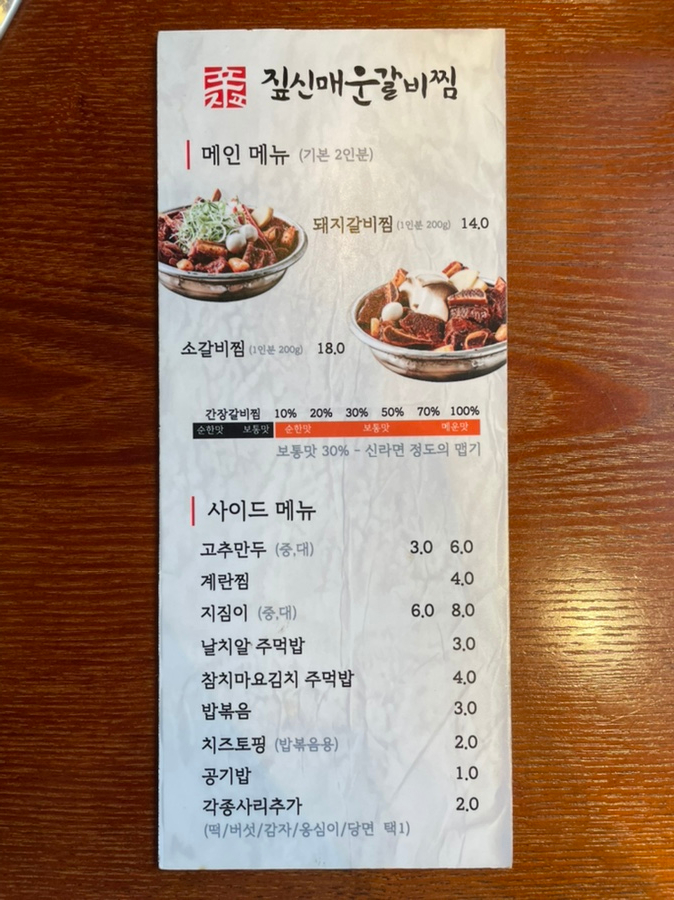 짚신매운갈비찜
메인 메뉴 (기본 2인분)
돼지갈비찜 (1인분 200g) 14.0
소갈비찜 (1인분 200g) 18.0
간장갈비찜 10% 20% 30% 50% 70% 100%
순한맛 보통맛 순한맛 보통맛 매운맛
보통맛 30% - 신라면 정도의 맵기
사이드 메뉴
고추만두 (중,대) 3.0 6.0
계란찜 4.0
지짐이 (중,대) 6.0 8.0
날치알 주먹밥 3.0
참치마요김치 주먹밥 4.0
밥볶음 3.0
치즈토핑 (밥볶음용) 2.0
공기밥 1.0
각종사리추가 2.0
(떡/버섯/감자/옹심이/당면 택1)